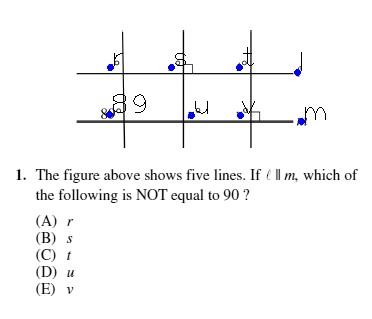 r s t l
89 u v m
1. The figure above shows five lines. If ℓ ∥ m, which of
the following is NOT equal to 90 ?
(A) r
(B) s
(C) t
(D) u
(E) v